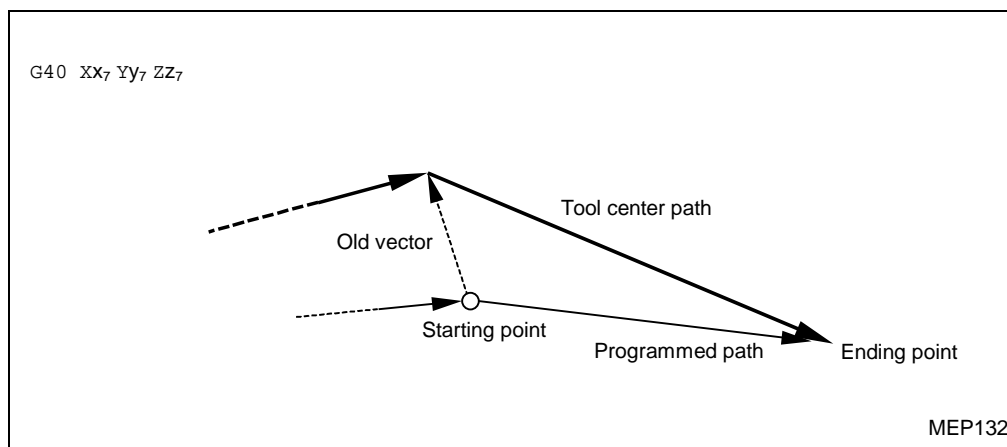 G40 Xx₇ Yy₇ Zz₇
Tool center path
Old vector
Starting point
Programmed path
Ending point
MEP132